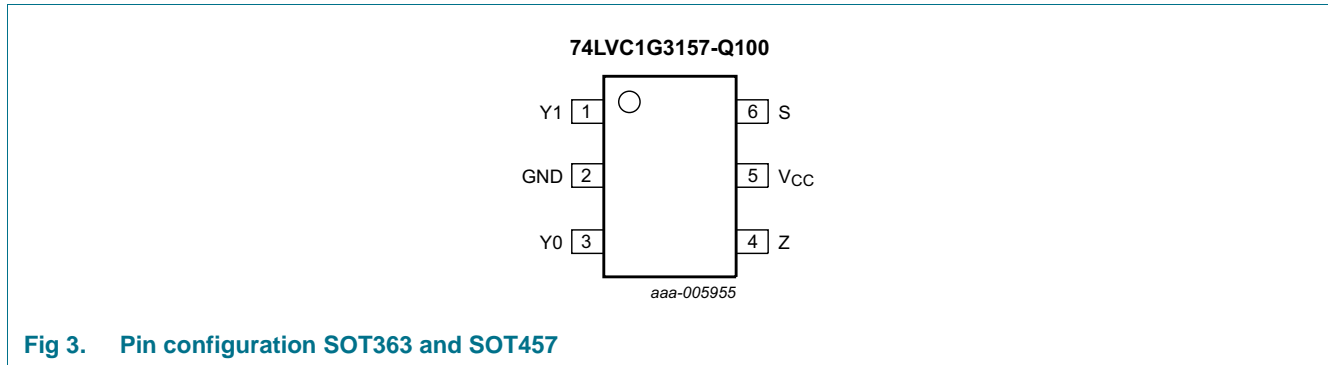 74LVC1G3157-Q100
Y1 1 6 S
GND 2 5 VCC
Y0 3 4 Z
aaa-005955
Fig 3. Pin configuration SOT363 and SOT457